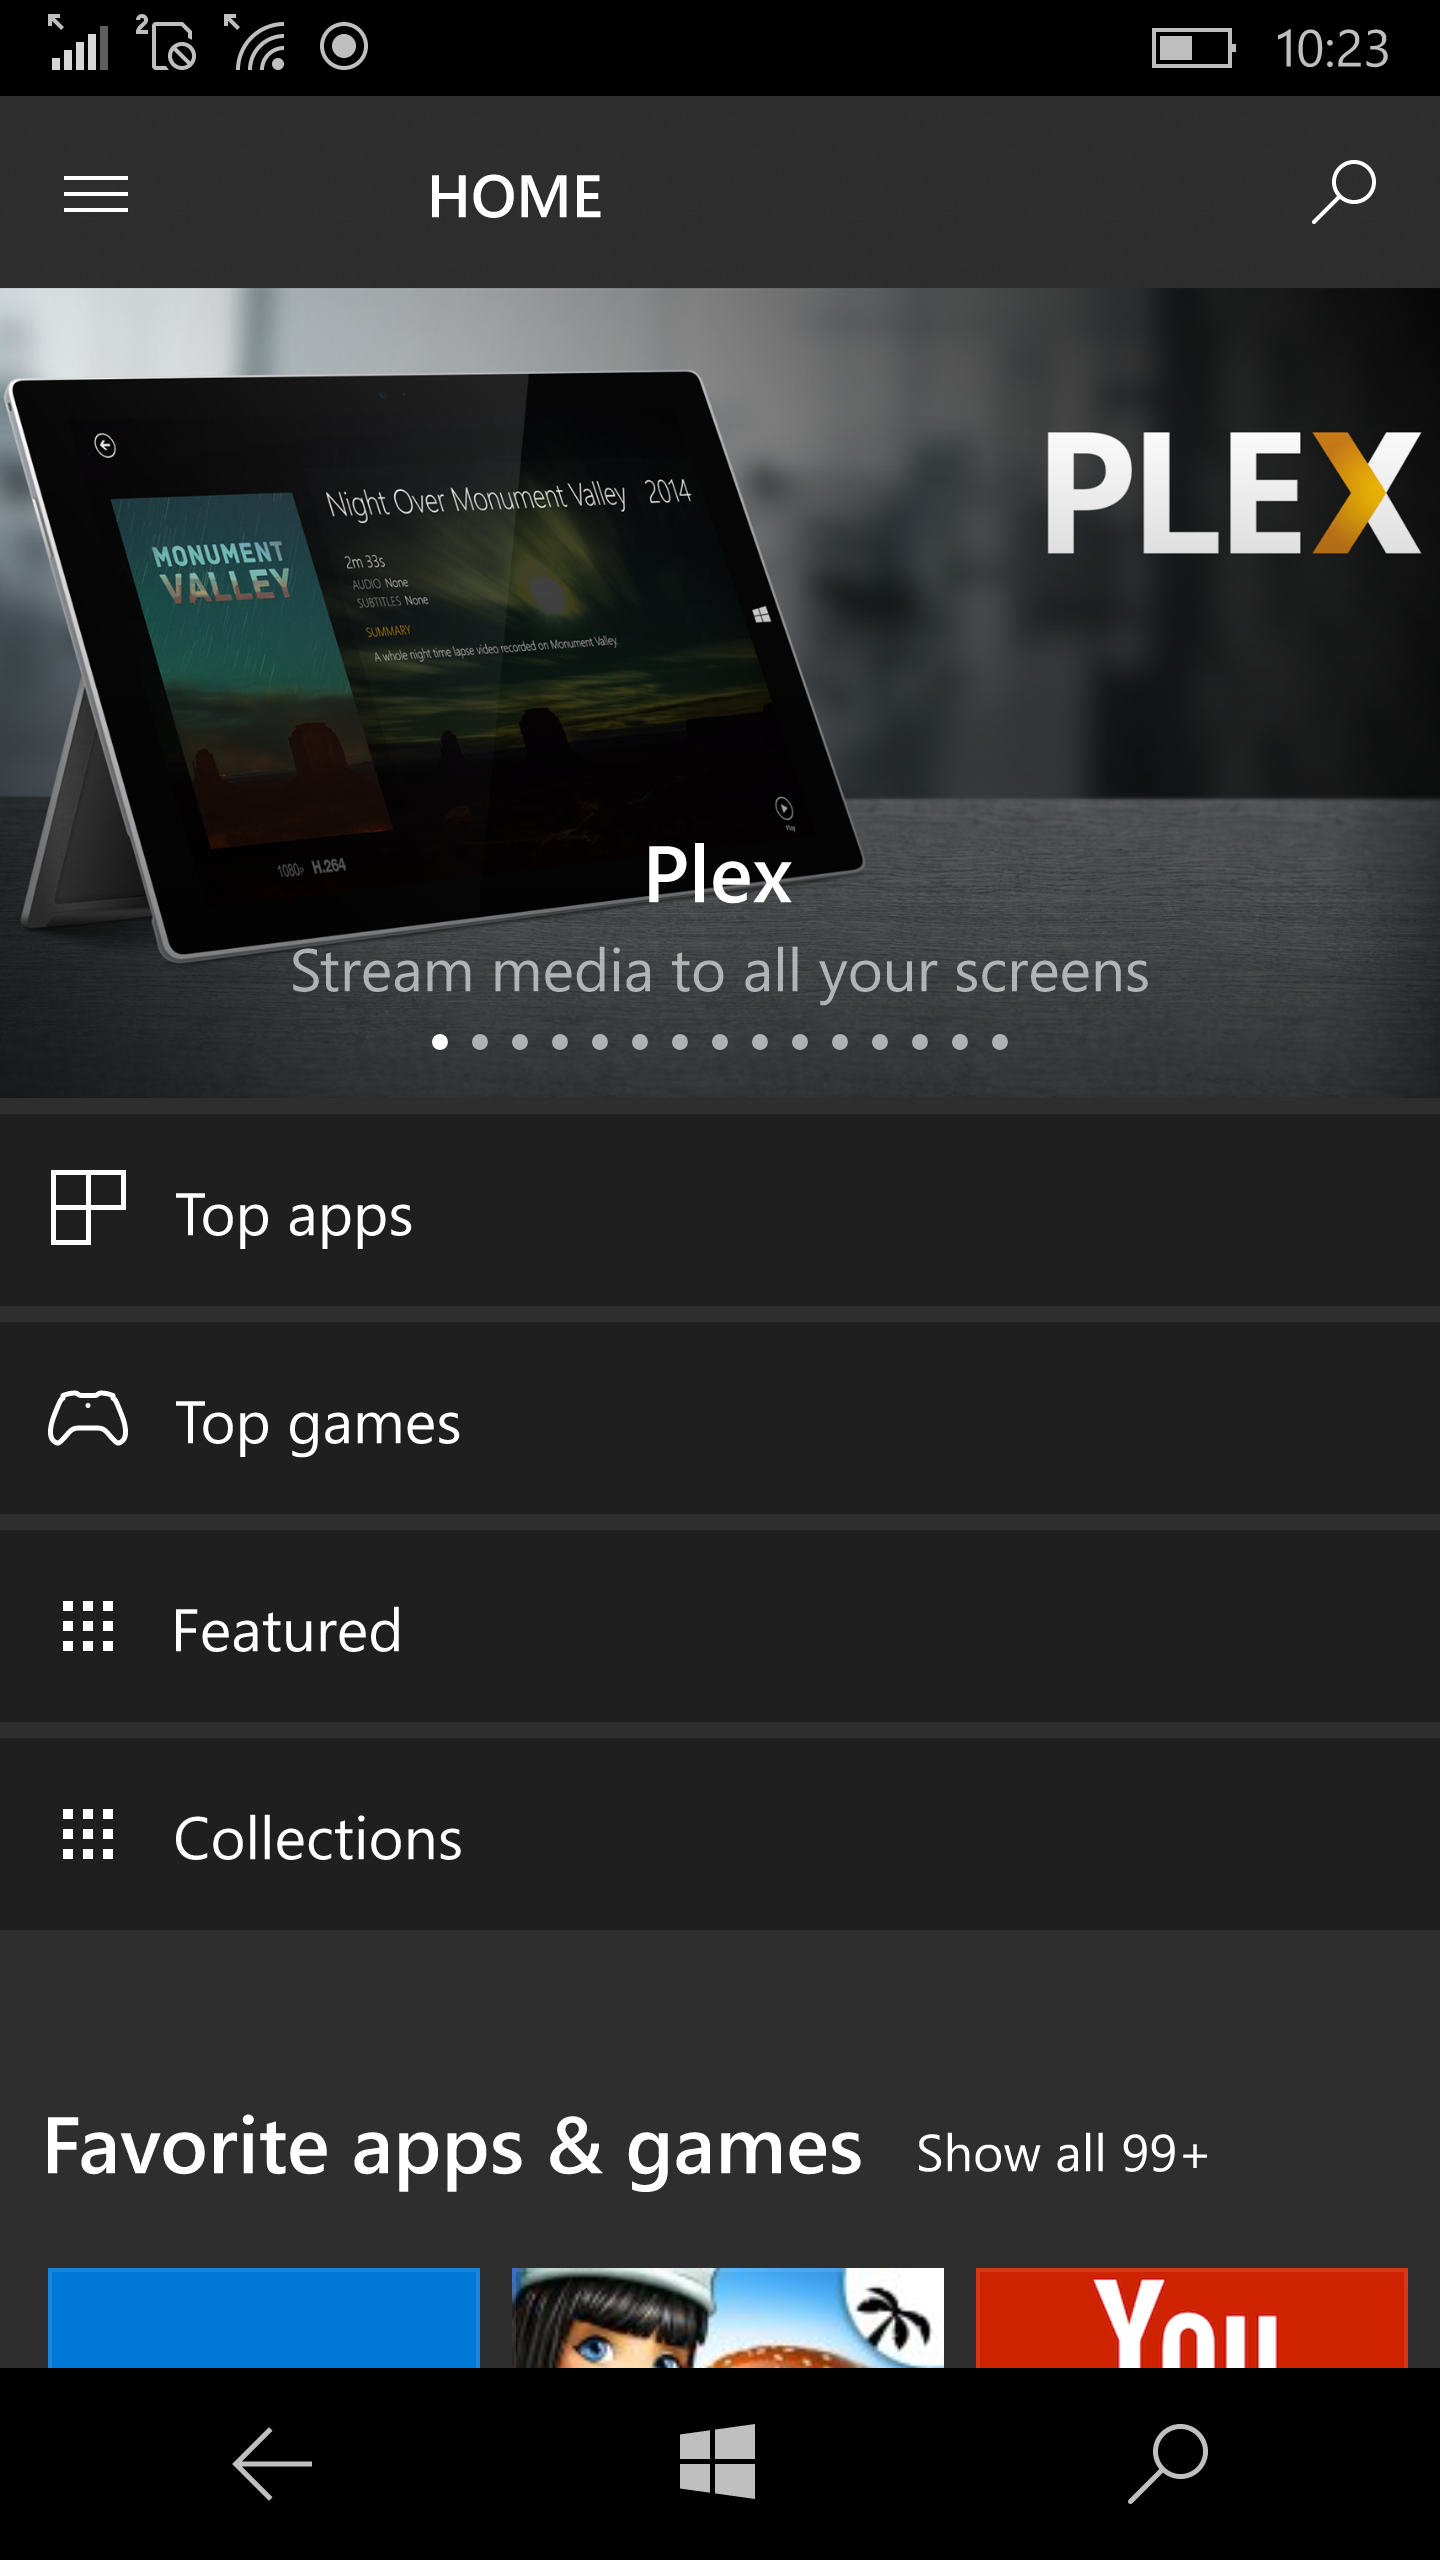 2
10:23
HOME
PLEX
Night Over Monument Valley 2014
MONUMENT
VALLEY
2m 33s
AUDIO None
SUBTITLES None
SUMMARY
A whole night time lapse video recorded on Monument Valley.
Play
1080p H.264
Plex
Stream media to all your screens
Top apps
Top games
Featured
Collections
Favorite apps & games Show all 99+
You